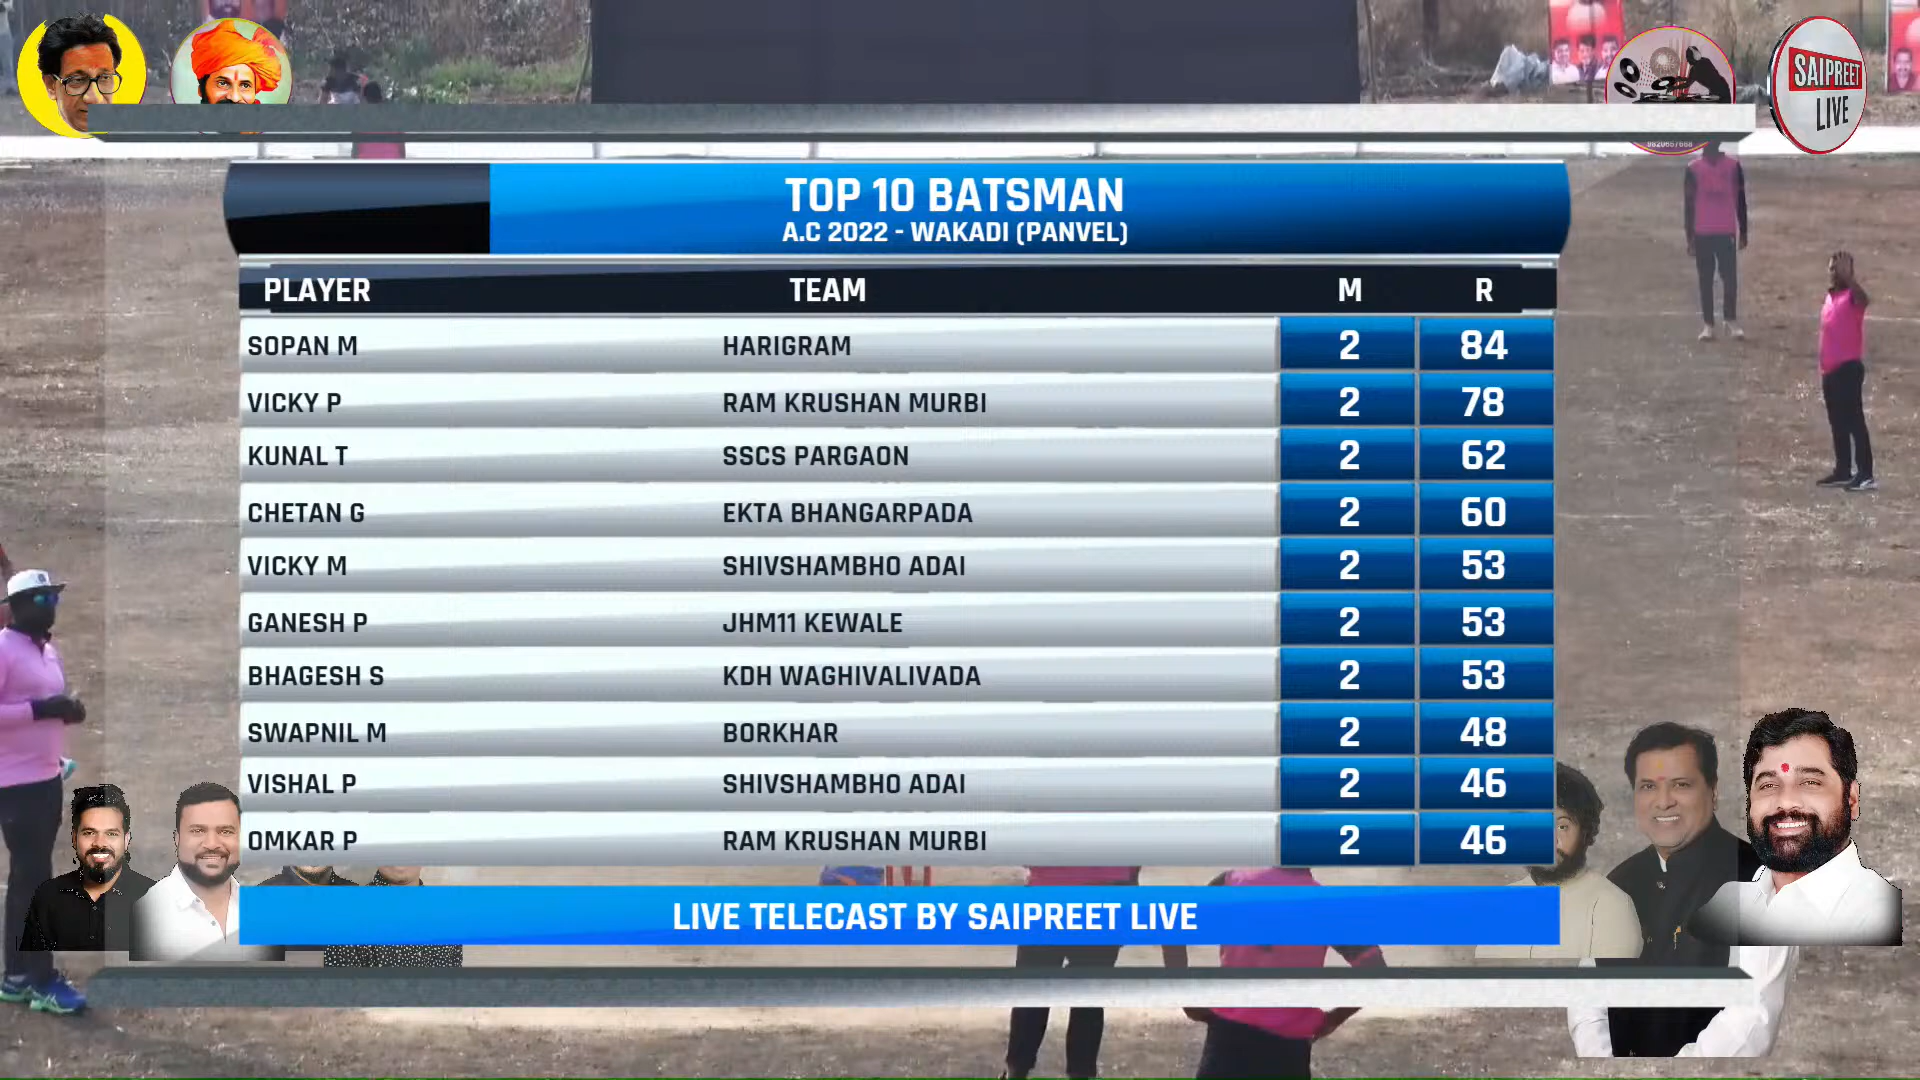 SAIPREET
LIVE
9820657668
TOP 10 BATSMAN
A.C 2022 - WAKADI (PANVEL)
PLAYER TEAM M R
SOPAN M HARIGRAM 2 84
VICKY P RAM KRUSHAN MURBI 2 78
KUNAL T SSCS PARGAON 2 62
CHETAN G EKTA BHANGARPADA 2 60
VICKY M SHIVSHAMBHO ADAI 2 53
GANESH P JHM11 KEWALE 2 53
BHAGESH S KDH WAGHIVALIVADA 2 53
SWAPNIL M BORKHAR 2 48
VISHAL P SHIVSHAMBHO ADAI 2 46
OMKAR P RAM KRUSHAN MURBI 2 46
LIVE TELECAST BY SAIPREET LIVE